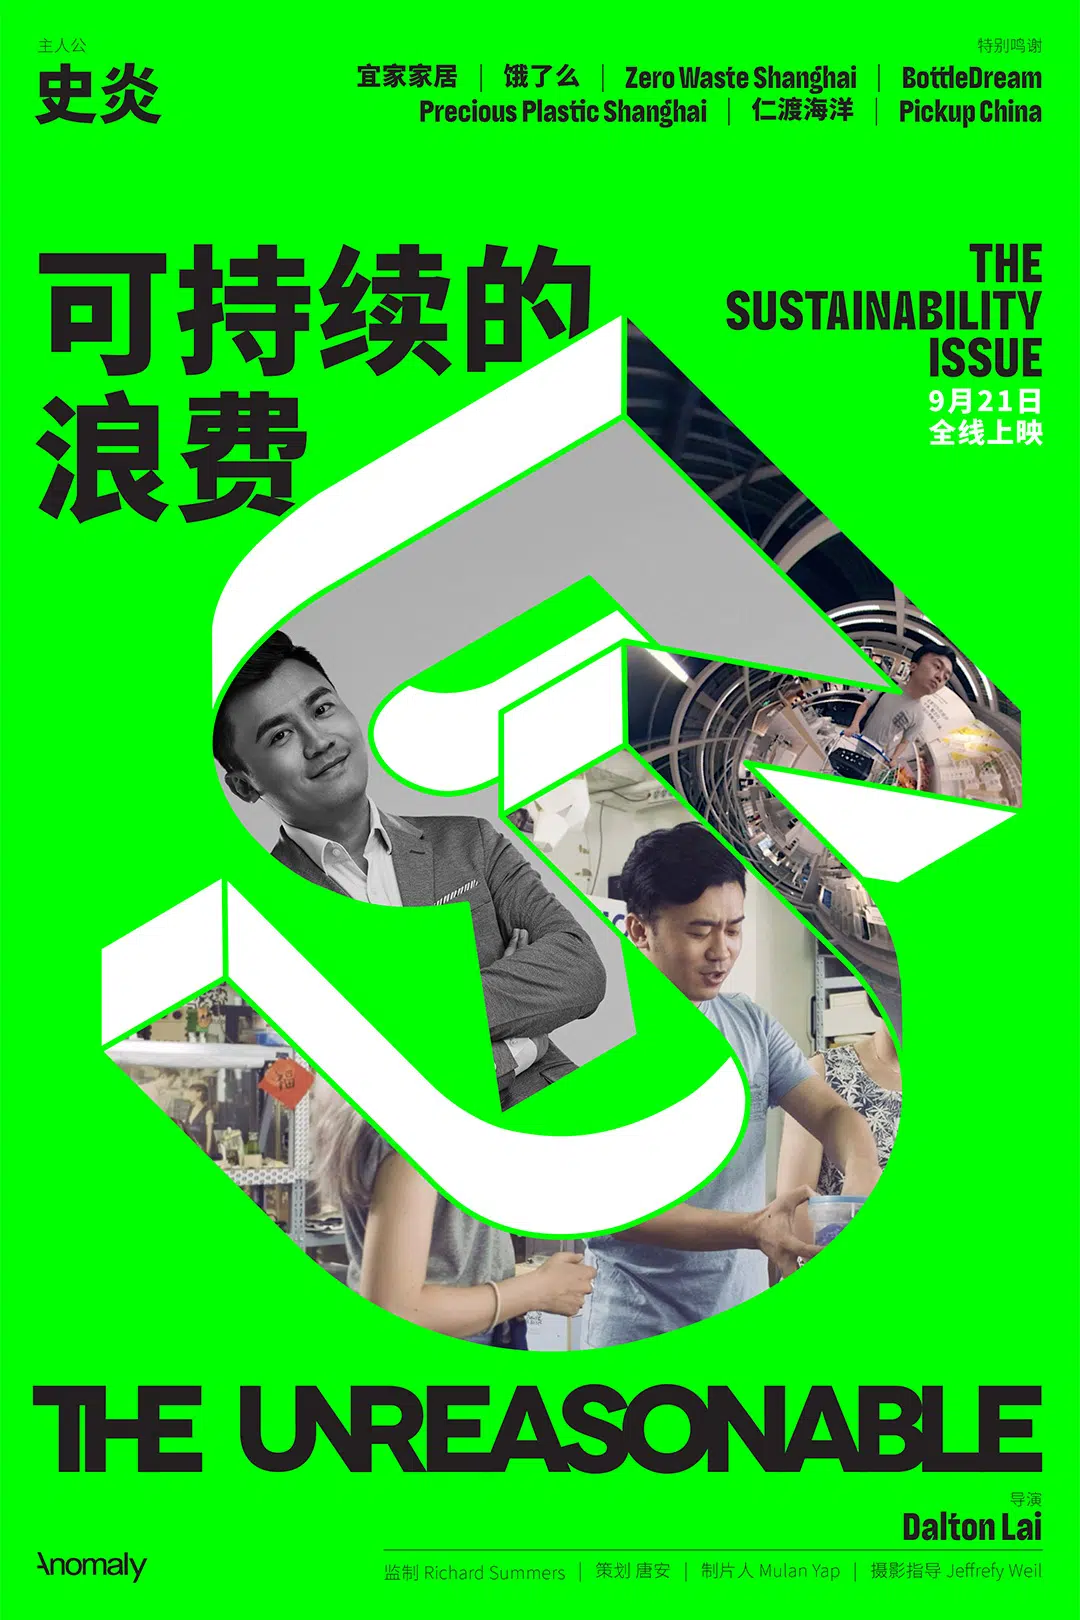 主人公
史炎
特别鸣谢
宜家家居 | 饿了么 | Zero Waste Shanghai | BottleDream
Precious Plastic Shanghai | 仁渡海洋 | Pickup China
可持续的
浪费
THE
SUSTAINABILITY
ISSUE
9月21日
全线上映
福
THE UNREASONABLE
导演
Dalton Lai
Anomaly
监制 Richard Summers | 策划 唐安 | 制片人 Mulan Yap | 摄影指导 Jeffrefy Weil